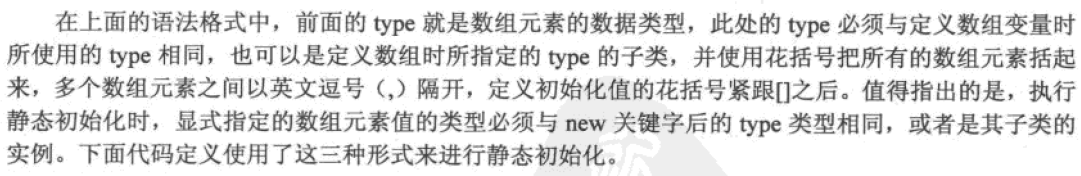 在上面的语法格式中，前面的 type 就是数组元素的数据类型，此处的 type 必须与定义数组变量时
所使用的 type 相同，也可以是定义数组时所指定的 type 的子类，并使用花括号把所有的数组元素括起
来，多个数组元素之间以英文逗号（,）隔开，定义初始化值的花括号紧跟[]之后。值得指出的是，执行
静态初始化时，显式指定的数组元素值的类型必须与 new 关键字后的 type 类型相同，或者是其子类的
实例。下面代码定义使用了这三种形式来进行静态初始化。